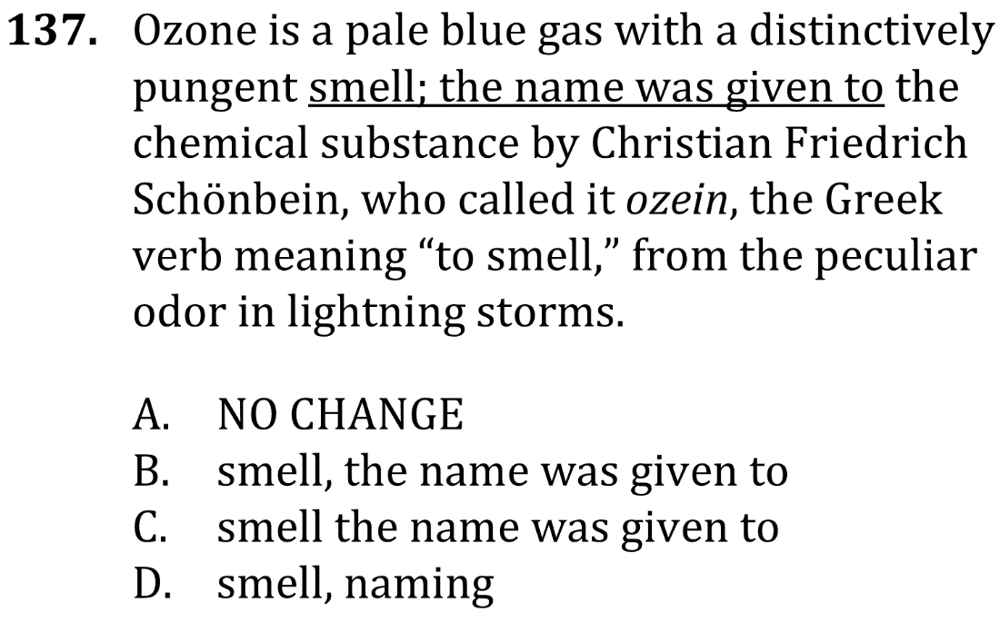 137. Ozone is a pale blue gas with a distinctively
pungent smell; the name was given to the
chemical substance by Christian Friedrich
Schönbein, who called it ozein, the Greek
verb meaning “to smell,” from the peculiar
odor in lightning storms.
A. NO CHANGE
B. smell, the name was given to
C. smell the name was given to
D. smell, naming